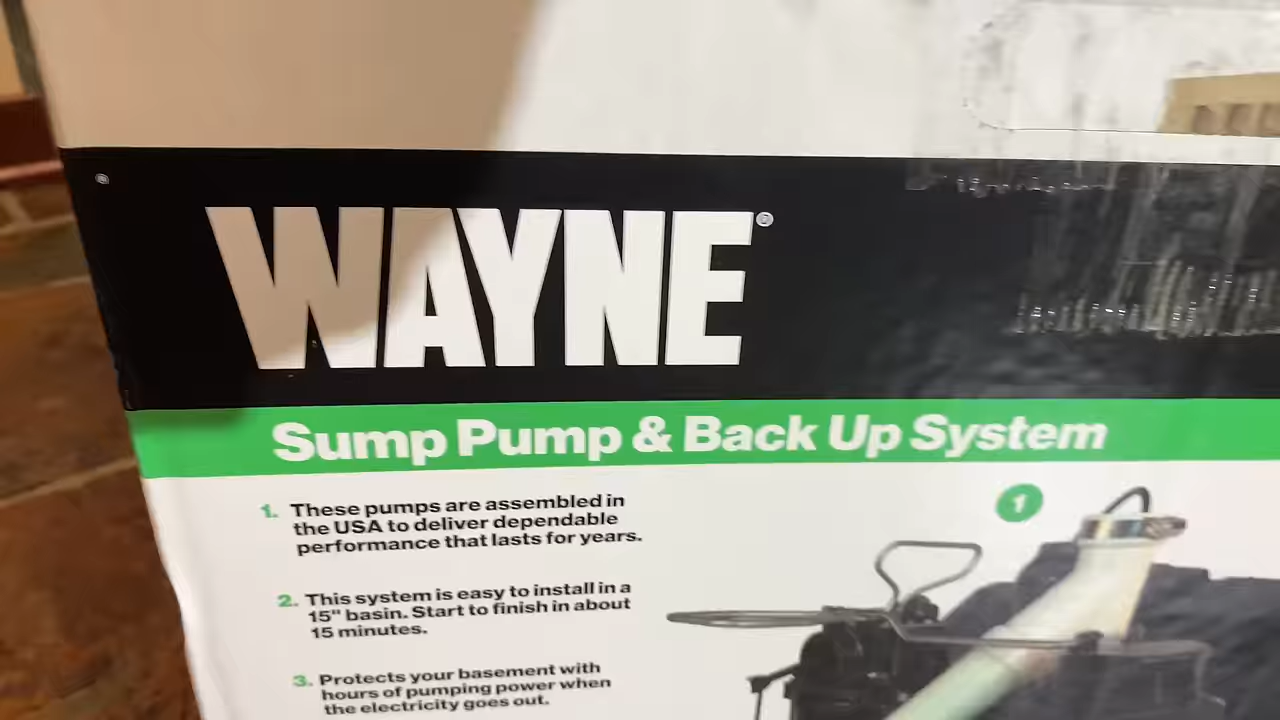 WAYNE®
Sump Pump & Back Up System
1. These pumps are assembled in
the USA to deliver dependable
performance that lasts for years.
1
2. This system is easy to install in a
15" basin. Start to finish in about
15 minutes.
3. Protects your basement with
hours of pumping power when
the electricity goes out.